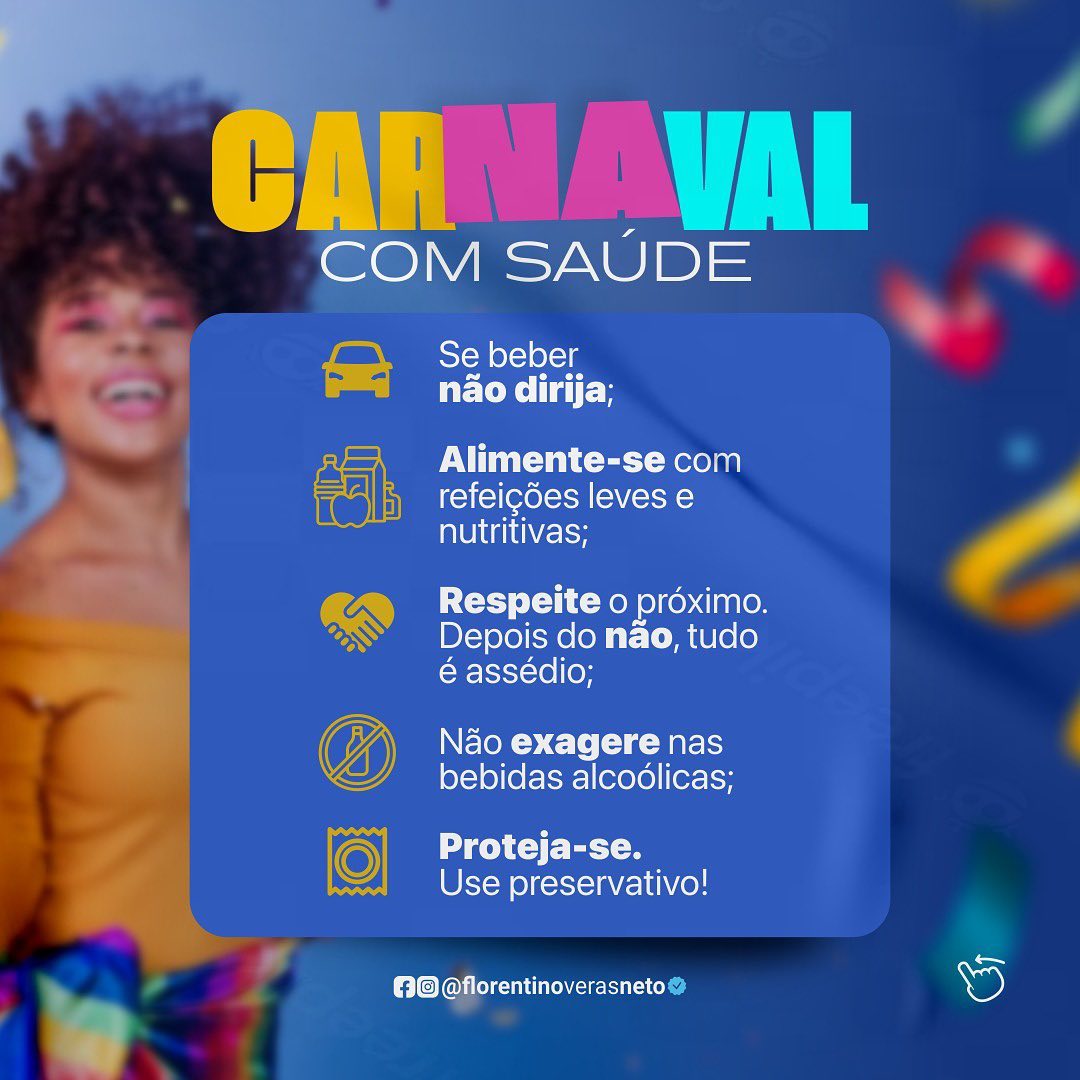 CARNAVAL
COM SAÚDE
Se beber
não dirija;
Alimente-se com
refeições leves e
nutritivas;
Respeite o próximo.
Depois do não, tudo
é assédio;
Não exagere nas
bebidas alcoólicas;
Proteja-se.
Use preservativo!
@florentinoverasneto